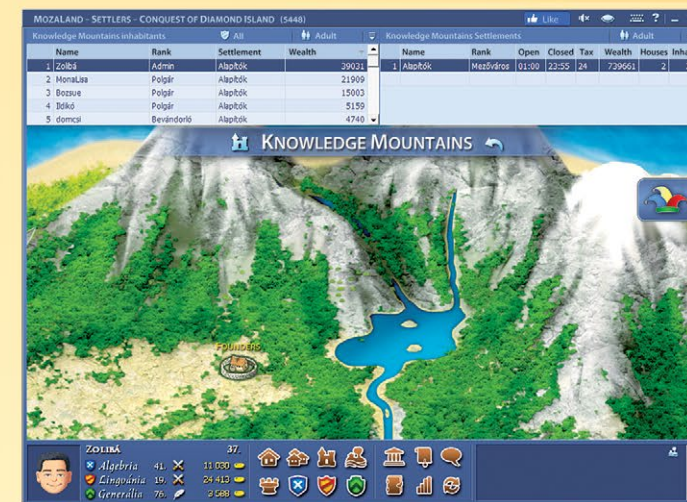 MOZALAND - SETTLERS - CONQUEST OF DIAMOND ISLAND (5448) Like ?
Knowledge Mountains inhabitants All Adult Knowledge Mountains Settlements Adult
Name Rank Settlement Wealth Name Rank Open Closed Tax Wealth Houses
1 Zolbá Admin Alapítók 39031 1 Alapítók Mezőváros 01:00 23:55 24 739661 2
2 MonaLisa Polgár Alapítók 21909
3 Bozsue Polgár Alapítók 15003
4 Ildikó Polgár Alapítók 5159
5 domcsi Bevándorló Alapítók 4740
KNOWLEDGE MOUNTAINS
FOUNDERS
ZOLIBÁ 37.
Algebria 41. 11 030
Lingvánia 19. 24 413
Generália 76. 3 568